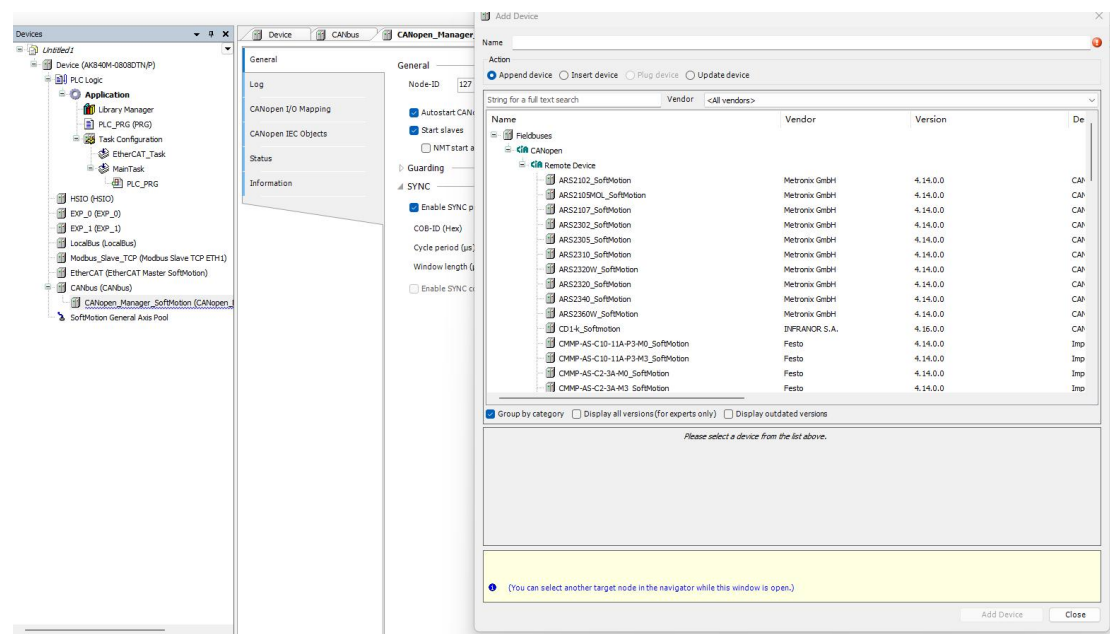 Devices
Untitled1
Device (AK840M-0808DTN/P)
PLC Logic
Application
Library Manager
PLC_PRG (PRG)
Task Configuration
EtherCAT_Task
MainTask
PLC_PRG
HSIO (HSIO)
EXP_0 (EXP_0)
EXP_1 (EXP_1)
LocalBus (LocalBus)
Modbus_Slave_TCP (Modbus Slave TCP ETH1)
EtherCAT (EtherCAT Master SoftMotion)
CANbus (CANbus)
CANopen_Manager_SoftMotion (CANopen_
SoftMotion General Axis Pool
Device
CANbus
CANopen_Manager_
General
Log
CANopen I/O Mapping
CANopen IEC Objects
Status
Information
General
Node-ID 127
Autostart CAN
Start slaves
NMT start a
Guarding
SYNC
Enable SYNC p
COB-ID (Hex)
Cycle period (µs)
Window length (µ
Enable SYNC co
Add Device
Name
Action
Append device Insert device Plug device Update device
String for a full text search Vendor <All vendors>
Name Vendor Version De
Fieldbuses
CiA CANopen
CiA Remote Device
ARS2102_SoftMotion Metronix GmbH 4.14.0.0 CAN
ARS2105MOL_SoftMotion Metronix GmbH 4.14.0.0 CAN
ARS2107_SoftMotion Metronix GmbH 4.14.0.0 CAN
ARS2302_SoftMotion Metronix GmbH 4.14.0.0 CAN
ARS2305_SoftMotion Metronix GmbH 4.14.0.0 CAN
ARS2310_SoftMotion Metronix GmbH 4.14.0.0 CAN
ARS2320W_SoftMotion Metronix GmbH 4.14.0.0 CAN
ARS2320_SoftMotion Metronix GmbH 4.14.0.0 CAN
ARS2340_SoftMotion Metronix GmbH 4.14.0.0 CAN
ARS2360W_SoftMotion Metronix GmbH 4.14.0.0 CAN
CD1-k_Softmotion INFRANOR S.A. 4.16.0.0 CAN
CMMP-AS-C10-11A-P3-M0_SoftMotion Festo 4.14.0.0 Imp
CMMP-AS-C10-11A-P3-M3_SoftMotion Festo 4.14.0.0 Imp
CMMP-AS-C2-3A-M0_SoftMotion Festo 4.14.0.0 Imp
CMMP-AS-C2-3A-M3 SoftMotion Festo 4.14.0.0 Imp
Group by category Display all versions (for experts only) Display outdated versions
Please select a device from the list above.
(You can select another target node in the navigator while this window is open.)
Add Device Close